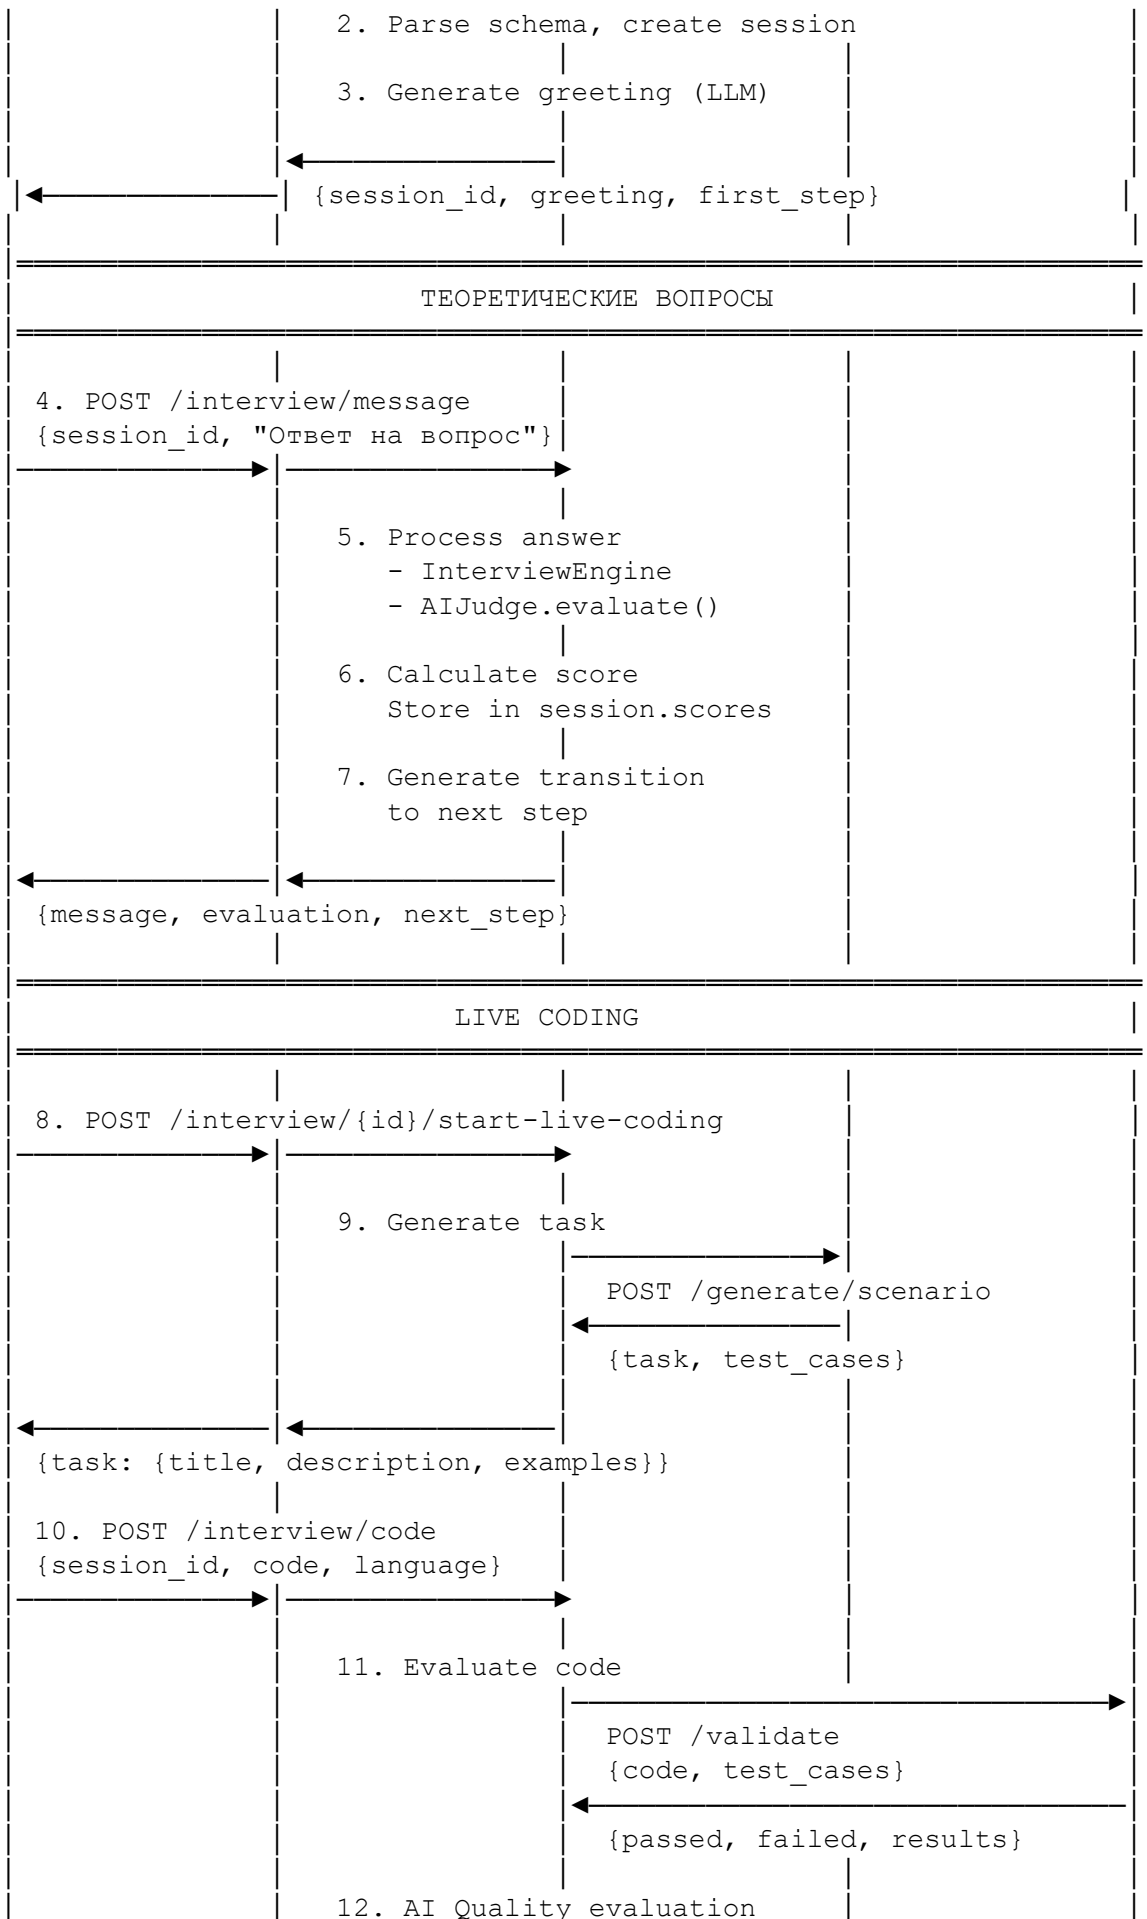 2. Parse schema, create session
3. Generate greeting (LLM)
{session_id, greeting, first_step}
ТЕОРЕТИЧЕСКИЕ ВОПРОСЫ
4. POST /interview/message
{session_id, "Ответ на вопрос"}
5. Process answer
- InterviewEngine
- AIJudge.evaluate()
6. Calculate score
Store in session.scores
7. Generate transition
to next step
{message, evaluation, next_step}
LIVE CODING
8. POST /interview/{id}/start-live-coding
9. Generate task
POST /generate/scenario
{task, test_cases}
{task: {title, description, examples}}
10. POST /interview/code
{session_id, code, language}
11. Evaluate code
POST /validate
{code, test_cases}
{passed, failed, results}
12. AI Quality evaluation